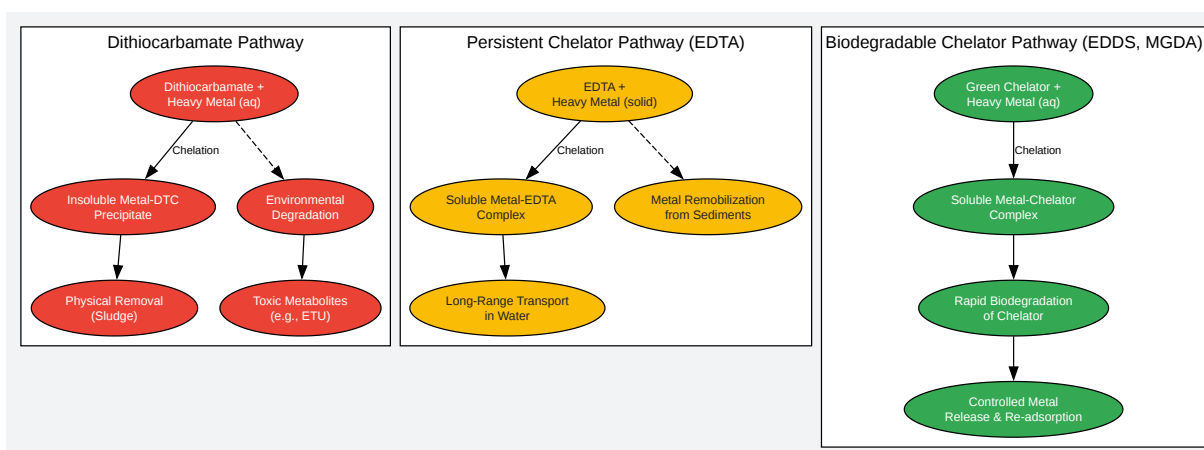 Dithiocarbamate Pathway
Dithiocarbamate +
Heavy Metal (aq)
Chelation
Insoluble Metal-DTC
Precipitate
Environmental
Degradation
Physical Removal
(Sludge)
Toxic Metabolites
(e.g., ETU)
Persistent Chelator Pathway (EDTA)
EDTA +
Heavy Metal (solid)
Chelation
Soluble Metal-EDTA
Complex
Metal Remobilization
from Sediments
Long-Range Transport
in Water
Biodegradable Chelator Pathway (EDDS, MGDA)
Green Chelator +
Heavy Metal (aq)
Chelation
Soluble Metal-Chelator
Complex
Rapid Biodegradation
of Chelator
Controlled Metal
Release & Re-adsorption